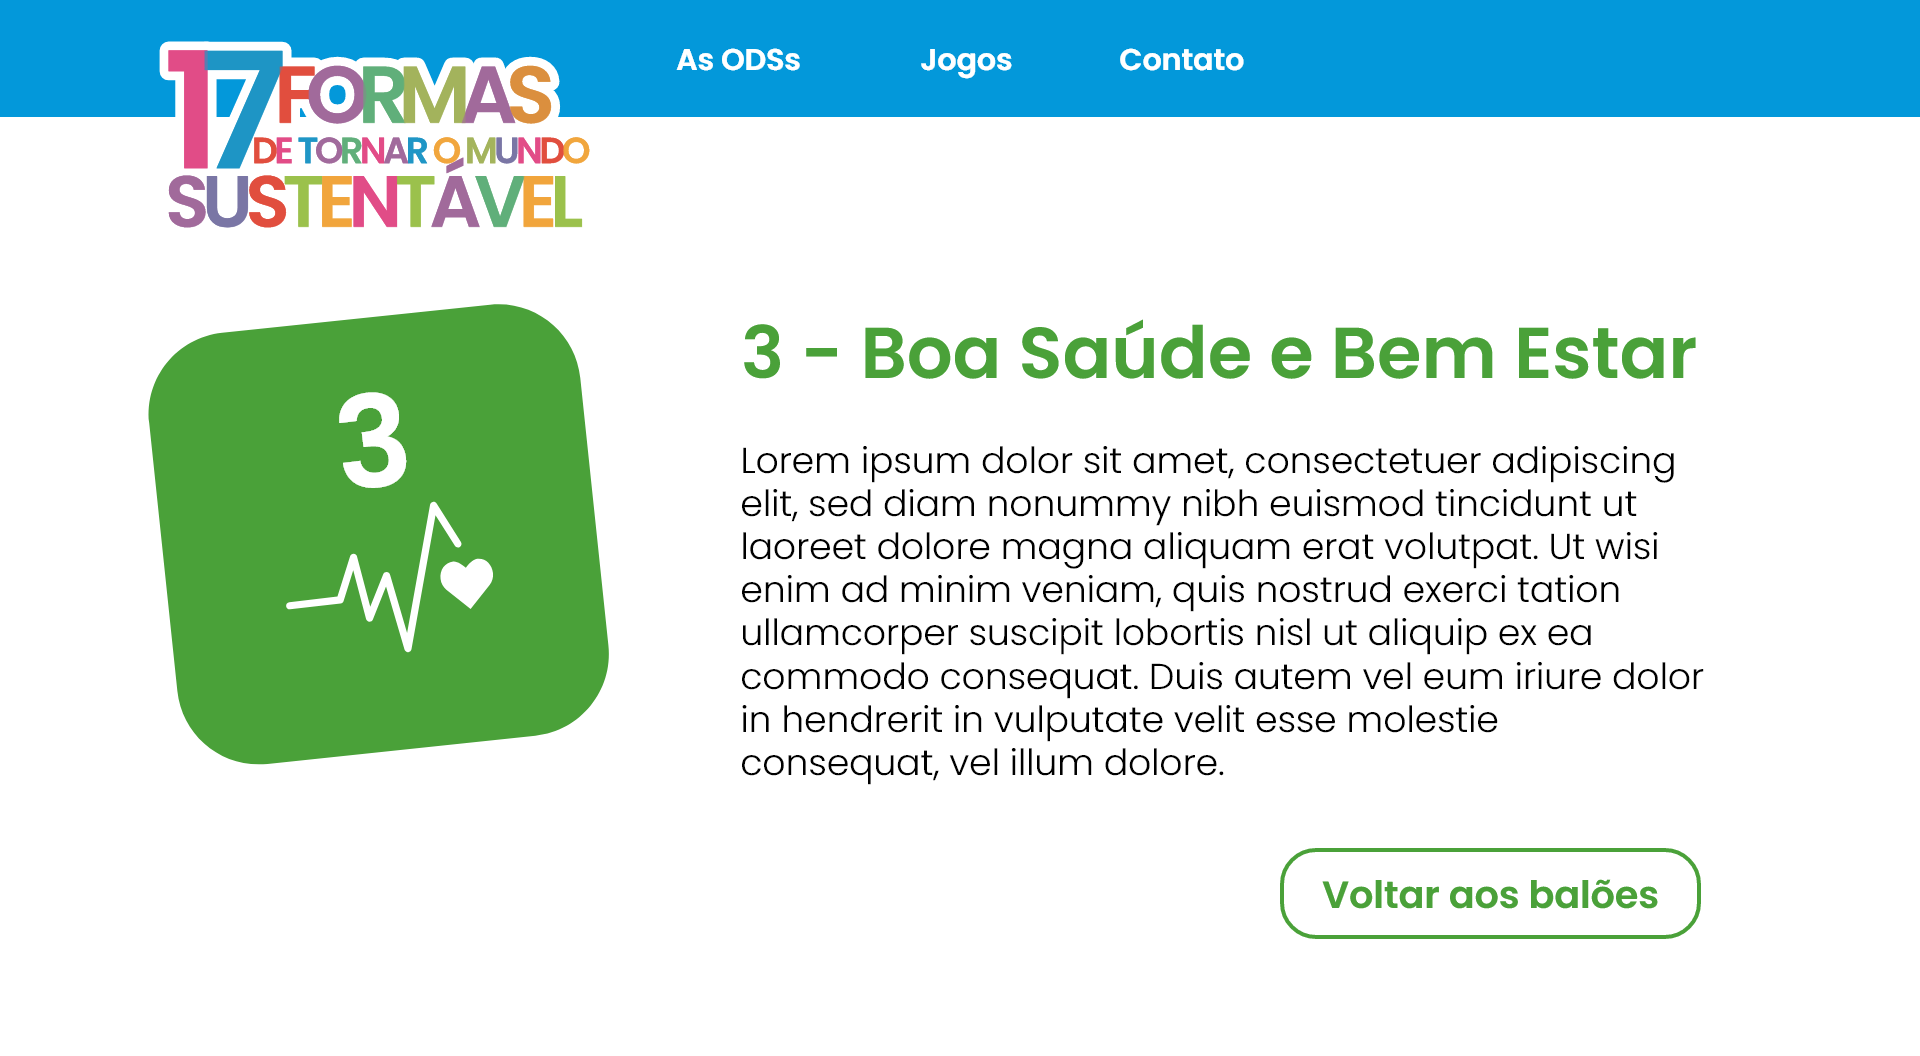 17 FORMAS
DE TORNAR O MUNDO
SUSTENTÁVEL
As ODSs
Jogos
Contato
3
3 - Boa Saúde e Bem Estar
Lorem ipsum dolor sit amet, consectetuer adipiscing
elit, sed diam nonummy nibh euismod tincidunt ut
laoreet dolore magna aliquam erat volutpat. Ut wisi
enim ad minim veniam, quis nostrud exerci tation
ullamcorper suscipit lobortis nisl ut aliquip ex ea
commodo consequat. Duis autem vel eum iriure dolor
in hendrerit in vulputate velit esse molestie
consequat, vel illum dolore.
Voltar aos balões